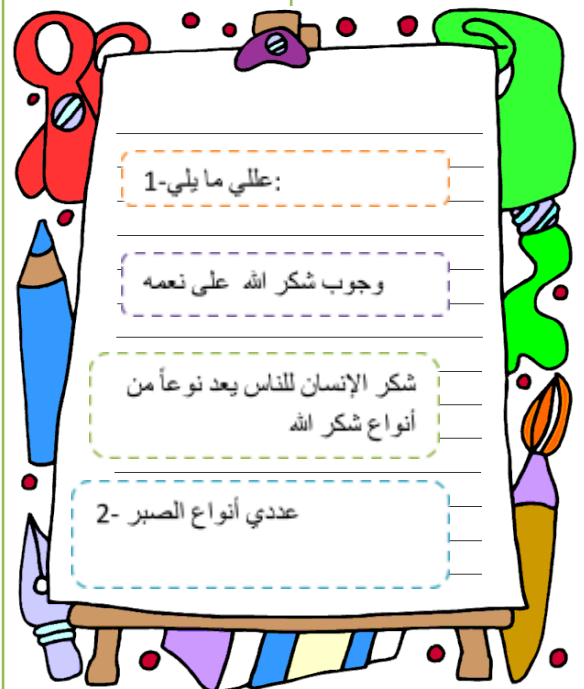 1-عللي ما يلي:
وجوب شكر الله على نعمه
شكر الإنسان للناس يعد نوعاً من
أنواع شكر الله
2- عددي أنواع الصبر